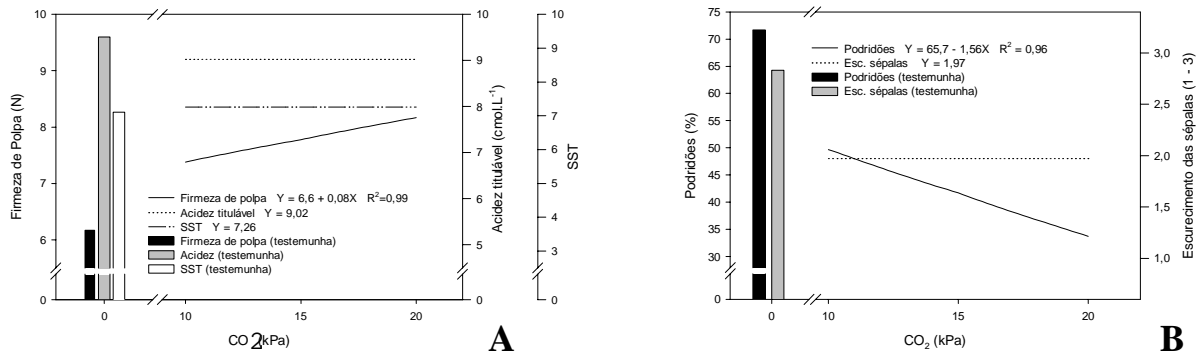 10
9
8
7
6
0
Firmeza de Polpa (N)
Firmeza de polpa Y = 6,6 + 0,08X R²=0,99
Acidez titulável Y = 9,02
SST Y = 7,26
Firmeza de polpa (testemunha)
Acidez (testemunha)
SST (testemunha)
0 10 15 20
CO2 (kPa)
10
9
8
7
6
5
0
Acidez titulável (cmol.L⁻¹)
10
9
8
7
6
5
4
3
0
SST
A
75
70
65
60
55
50
45
40
35
30
0
Podridões (%)
Podridões Y = 65,7 - 1,56X R² = 0,96
Esc. sépalas Y = 1,97
Podridões (testemunha)
Esc. sépalas (testemunha)
0 10 15 20
CO₂ (kPa)
3,0
2,5
2,0
1,5
1,0
Escurecimento das sépalas (1 - 3)
B